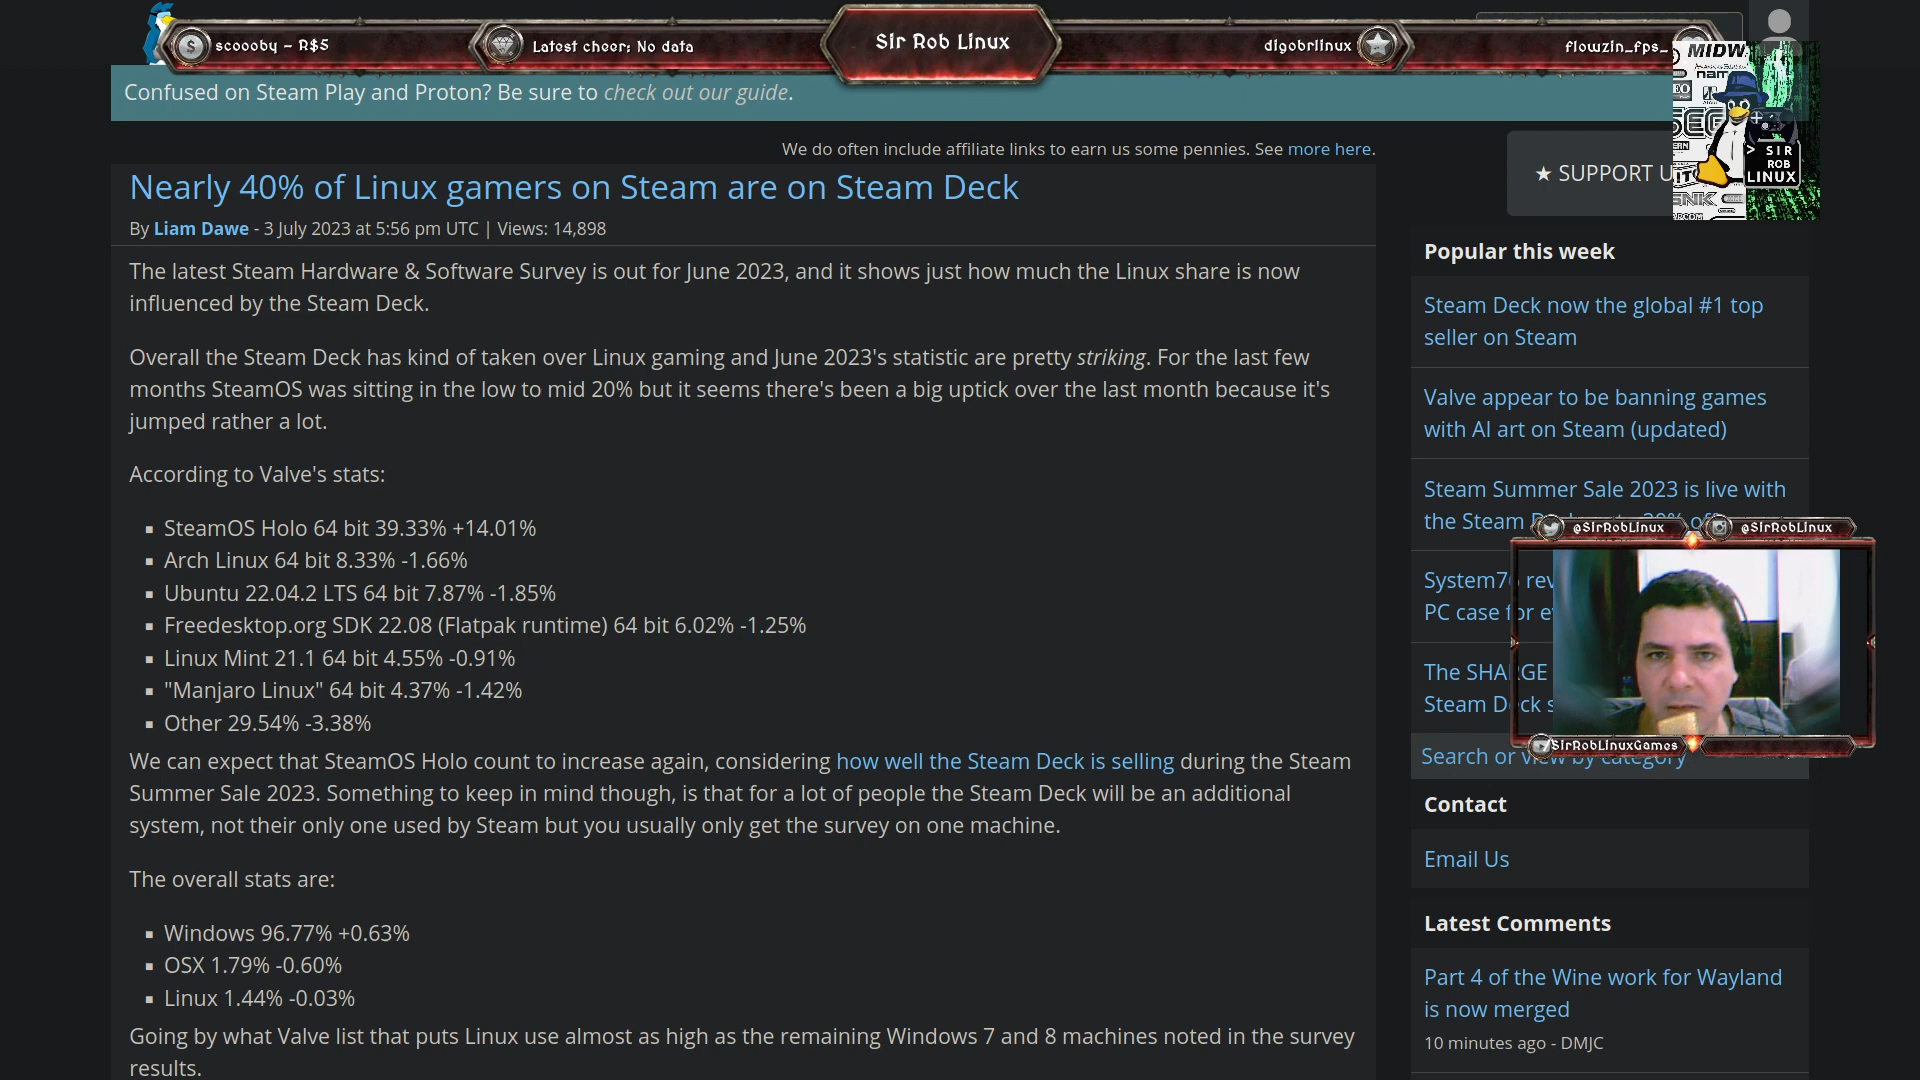 scoooby - R$5
Latest cheer: No data
Sir Rob Linux
digobrlinux
flowzin_fps_
Confused on Steam Play and Proton? Be sure to check out our guide.
We do often include affiliate links to earn us some pennies. See more here.
Nearly 40% of Linux gamers on Steam are on Steam Deck
By Liam Dawe - 3 July 2023 at 5:56 pm UTC | Views: 14,898
The latest Steam Hardware & Software Survey is out for June 2023, and it shows just how much the Linux share is now
influenced by the Steam Deck.
Overall the Steam Deck has kind of taken over Linux gaming and June 2023's statistic are pretty striking. For the last few
months SteamOS was sitting in the low to mid 20% but it seems there's been a big uptick over the last month because it's
jumped rather a lot.
According to Valve's stats:
SteamOS Holo 64 bit 39.33% +14.01%
Arch Linux 64 bit 8.33% -1.66%
Ubuntu 22.04.2 LTS 64 bit 7.87% -1.85%
Freedesktop.org SDK 22.08 (Flatpak runtime) 64 bit 6.02% -1.25%
Linux Mint 21.1 64 bit 4.55% -0.91%
"Manjaro Linux" 64 bit 4.37% -1.42%
Other 29.54% -3.38%
We can expect that SteamOS Holo count to increase again, considering how well the Steam Deck is selling during the Steam
Summer Sale 2023. Something to keep in mind though, is that for a lot of people the Steam Deck will be an additional
system, not their only one used by Steam but you usually only get the survey on one machine.
The overall stats are:
Windows 96.77% +0.63%
OSX 1.79% -0.60%
Linux 1.44% -0.03%
Going by what Valve list that puts Linux use almost as high as the remaining Windows 7 and 8 machines noted in the survey
results.
★ SUPPORT U
MIDW
SEG
SNK
> SIR
ROB
LINUX
Popular this week
Steam Deck now the global #1 top
seller on Steam
Valve appear to be banning games
with AI art on Steam (updated)
Steam Summer Sale 2023 is live with
the Steam
@SirRobLinux
@SirRobLinux
System76 rev
PC case for e
The SHARGE
Steam Deck s
SirRobLinuxGames
Search or view by category
Contact
Email Us
Latest Comments
Part 4 of the Wine work for Wayland
is now merged
10 minutes ago - DMJC